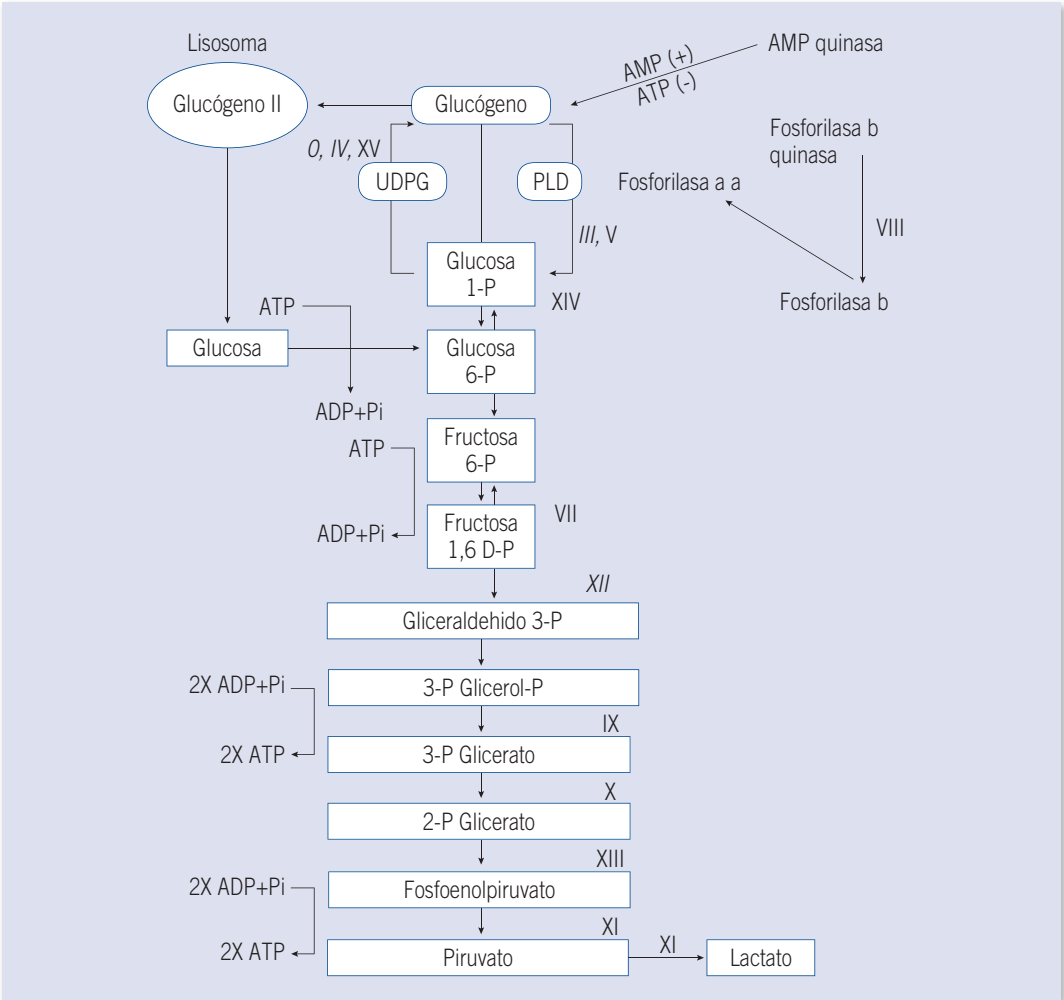 Lisosoma
AMP quinasa
AMP (+)
ATP (-)
Glucógeno II
Glucógeno
Fosforilasa b
quinasa
0, IV, XV
UDPG
PLD
Fosforilasa a a
VIII
III, V
Glucosa
1-P
XIV
Fosforilasa b
ATP
Glucosa
Glucosa
6-P
ADP+Pi
ATP
Fructosa
6-P
ADP+Pi
VII
Fructosa
1,6 D-P
XII
Gliceraldehido 3-P
2X ADP+Pi
3-P Glicerol-P
IX
2X ATP
3-P Glicerato
X
2-P Glicerato
XIII
2X ADP+Pi
Fosfoenolpiruvato
XI
2X ATP
Piruvato
XI
Lactato